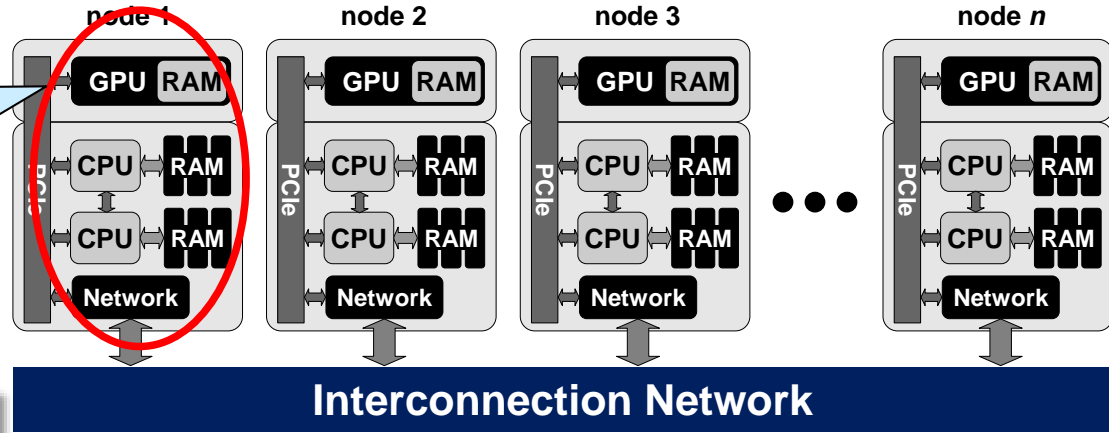 node 1 node 2 node 3 node n
GPU RAM GPU RAM GPU RAM GPU RAM
PCIe PCIe PCIe PCIe
CPU RAM CPU RAM CPU RAM CPU RAM
CPU RAM CPU RAM CPU RAM CPU RAM
Network Network Network Network
Interconnection Network